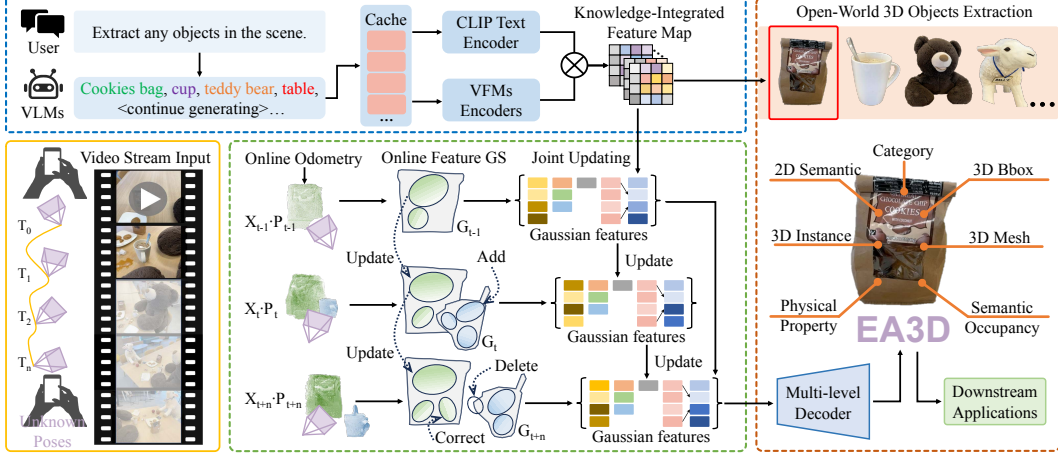 User
VLMs
Extract any objects in the scene.
Cookies bag, cup, teddy bear, table,
<continue generating>…
Cache
...
CLIP Text
Encoder
VFMs
Encoders
Knowledge-Integrated
Feature Map
Open-World 3D Objects Extraction
...
Video Stream Input
T0
T1
T2
Tn
Unknown
Poses
Online Odometry
Online Feature GS
Joint Updating
Xt-1·Pt-1
Gt-1
Gaussian features
Update
Add
Update
Xt·Pt
Gt
Gaussian features
Update
Delete
Update
Xt+n·Pt+n
Correct
Gt+n
Gaussian features
Category
2D Semantic
3D Bbox
CHOCOLATE CHIP
COOKIES
3D Instance
3D Mesh
Physical
Property
Semantic
Occupancy
EA3D
Multi-level
Decoder
Downstream
Applications